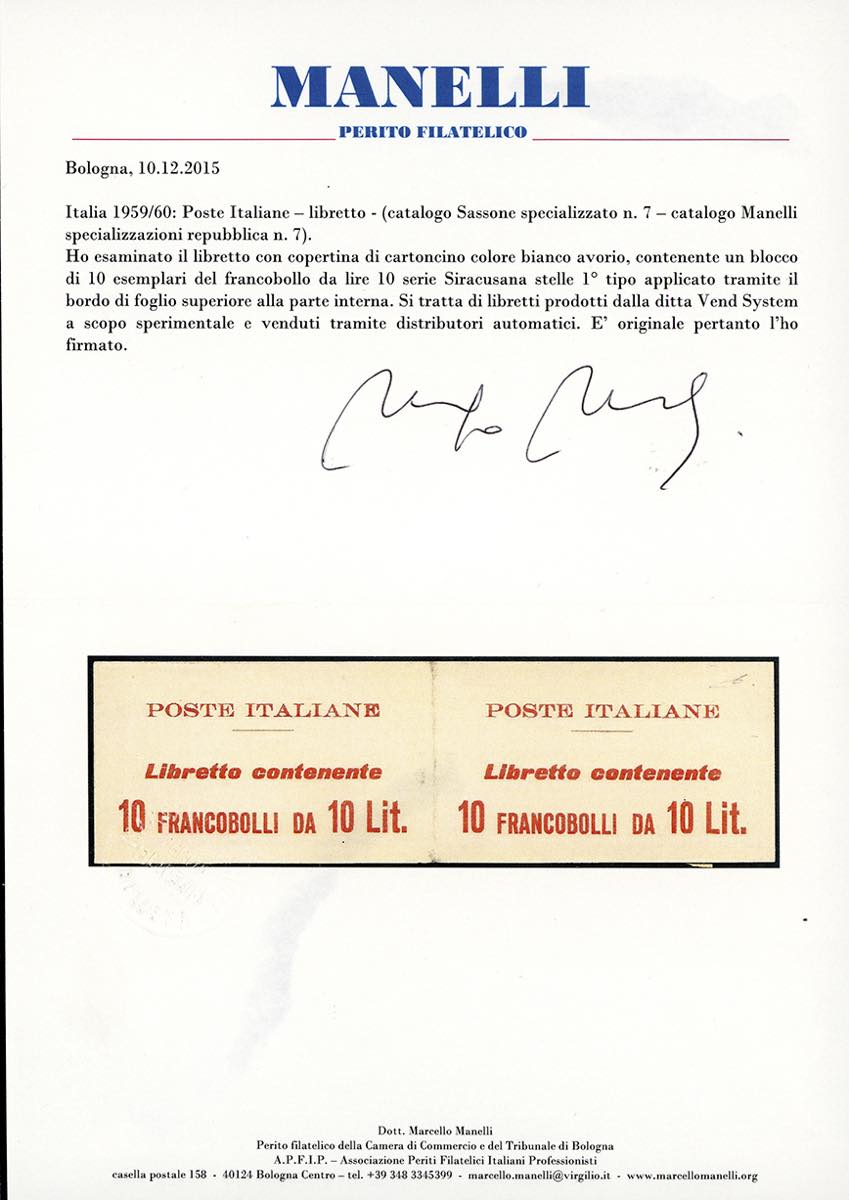 MANELLI
PERITO FILATELICO
Bologna, 10.12.2015
Italia 1959/60: Poste Italiane – libretto - (catalogo Sassone specializzato n. 7 – catalogo Manelli
specializzazioni repubblica n. 7).
Ho esaminato il libretto con copertina di cartoncino colore bianco avorio, contenente un blocco
di 10 esemplari del francobollo da lire 10 serie Siracusana stelle 1° tipo applicato tramite il
bordo di foglio superiore alla parte interna. Si tratta di libretti prodotti dalla ditta Vend System
a scopo sperimentale e venduti tramite distributori automatici. E’ originale pertanto l’ho
firmato.
POSTE ITALIANE
Libretto contenente
10 FRANCOBOLLI DA 10 Lit.
POSTE ITALIANE
Libretto contenente
10 FRANCOBOLLI DA 10 Lit.
Dott. Marcello Manelli
Perito filatelico della Camera di Commercio e del Tribunale di Bologna
A.P.F.I.P. – Associazione Periti Filatelici Italiani Professionisti
casella postale 158 - 40124 Bologna Centro – tel. +39 348 3345399 - marcello.manelli@virgilio.it - www.marcellomanelli.org